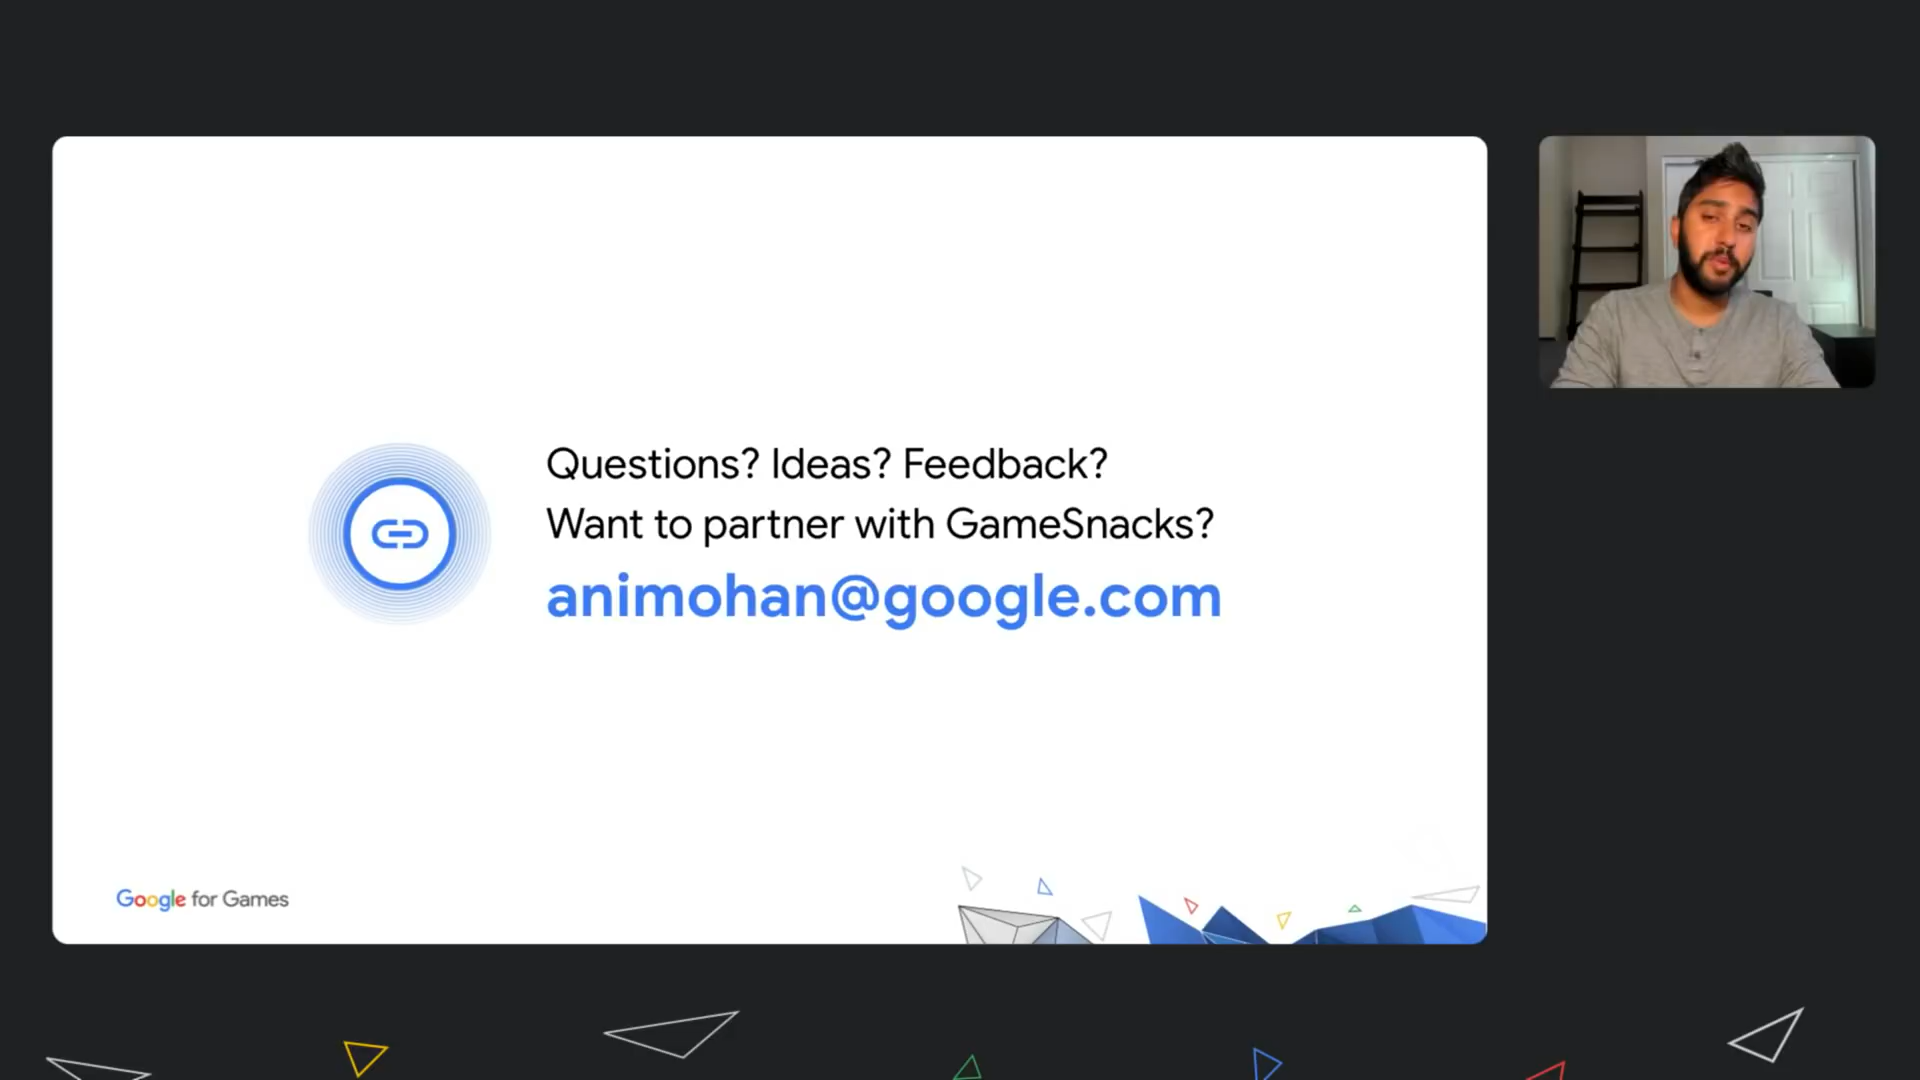 Questions? Ideas? Feedback?
Want to partner with GameSnacks?
animohan@google.com
Google for Games